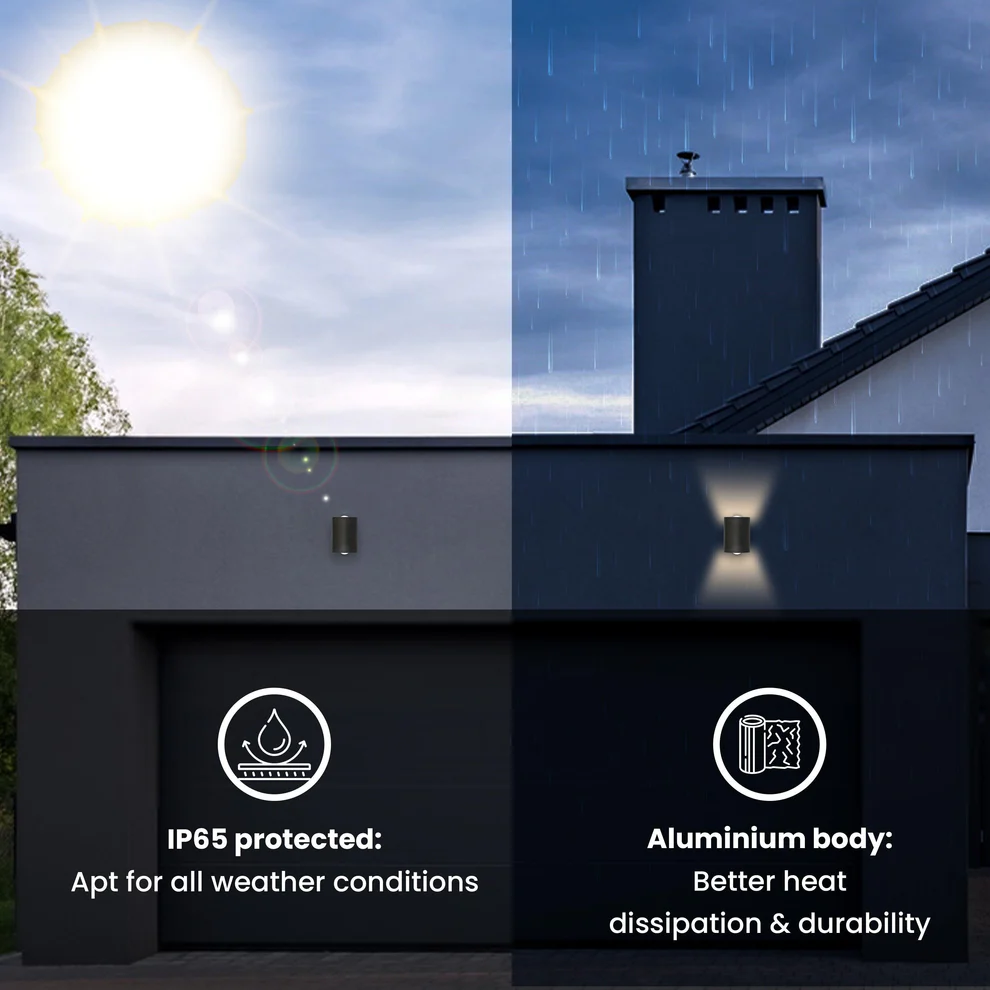 IP65 protected:
Apt for all weather conditions
Aluminium body:
Better heat
dissipation & durability